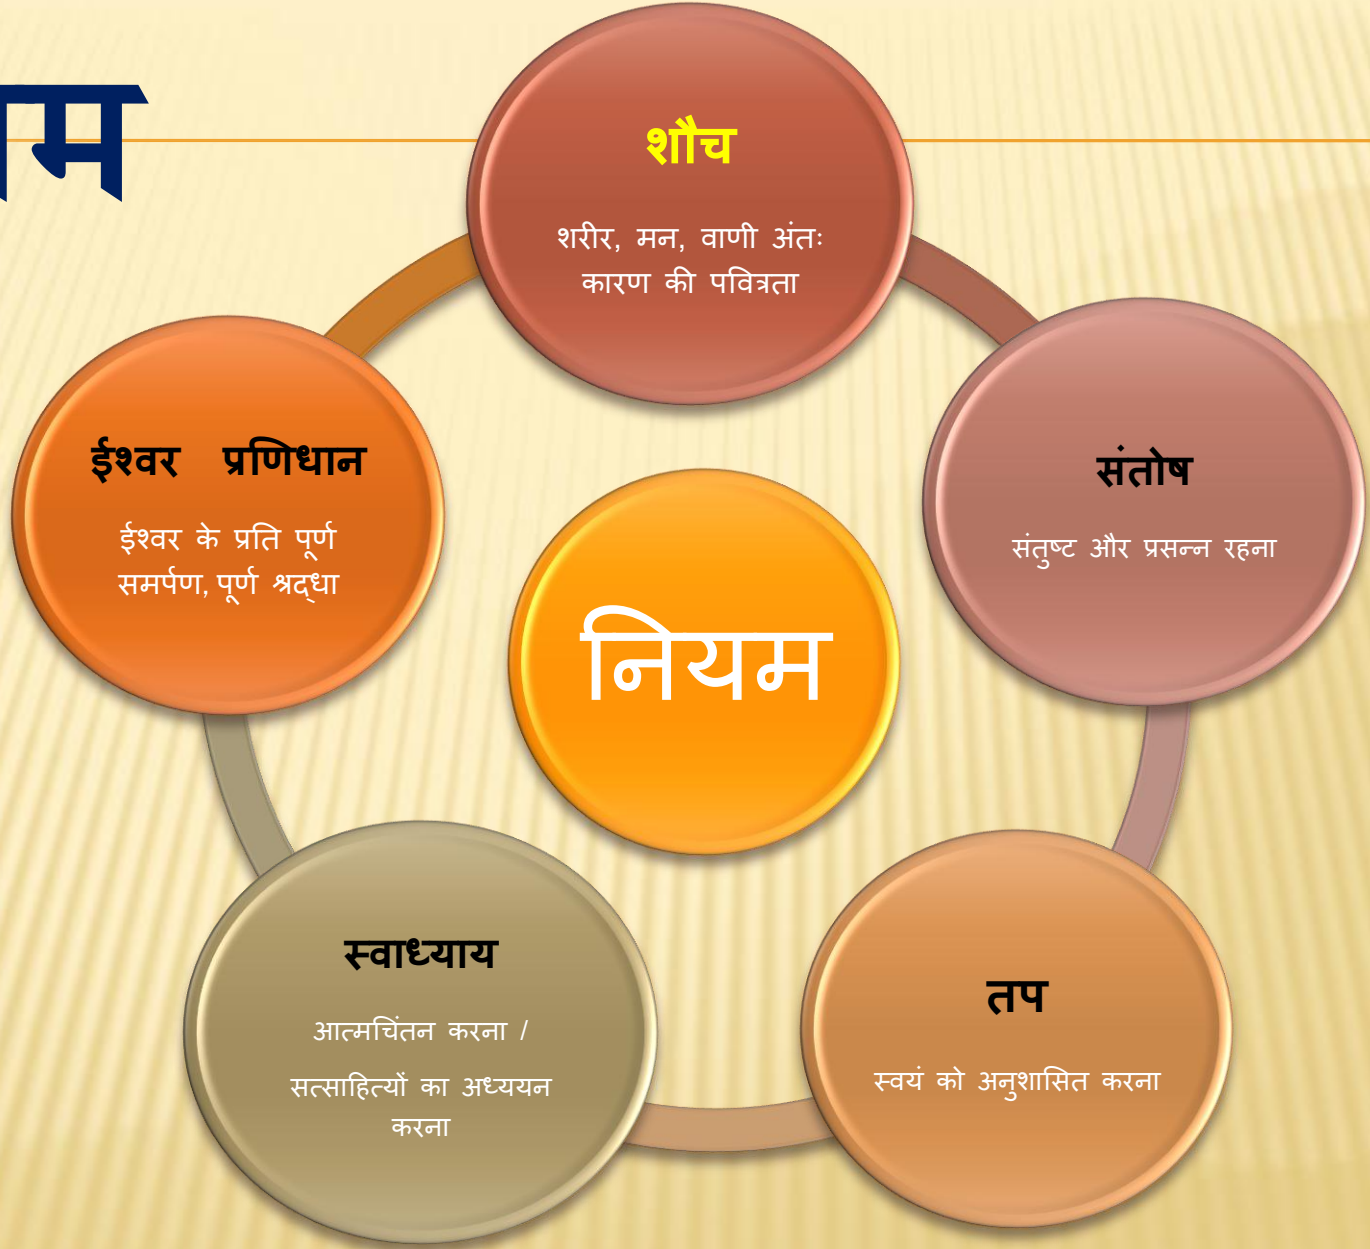 शौच
शरीर, मन, वाणी अंतः
कारण की पवित्रता
संतोष
संतुष्ट और प्रसन्न रहना
तप
स्वयं को अनुशासित करना
स्वाध्याय
आत्मचिंतन करना /
सत्साहित्यों का अध्ययन
करना
ईश्वर प्रणिधान
ईश्वर के प्रति पूर्ण
समर्पण, पूर्ण श्रद्धा
नियम